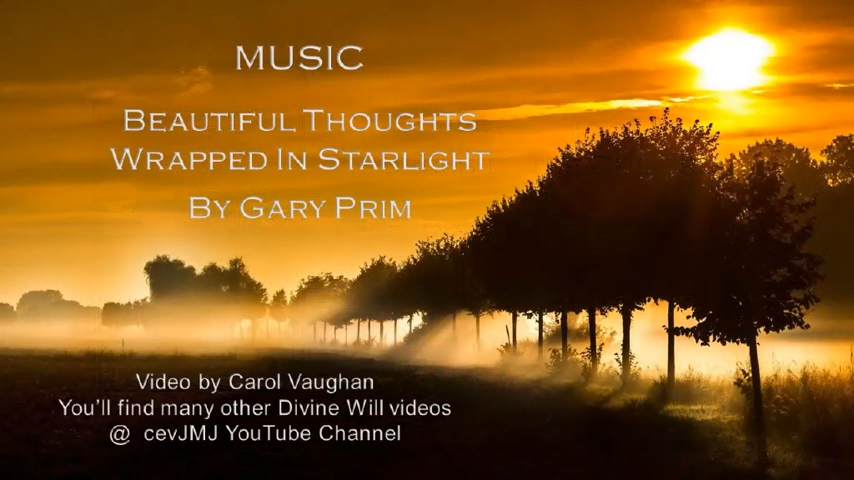 MUSIC
BEAUTIFUL THOUGHTS
WRAPPED IN STARLIGHT
BY GARY PRIM
Video by Carol Vaughan
You'll find many other Divine Will videos
@ cevJMJ YouTube Channel